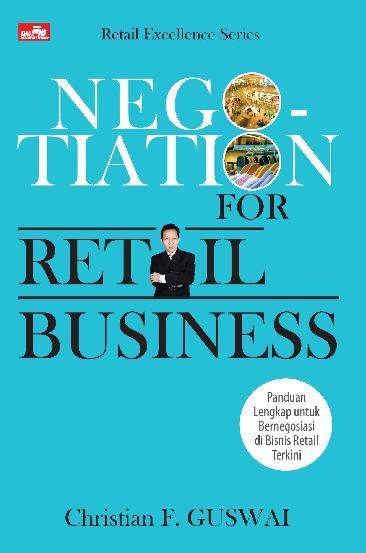 Retail Excellence Series
NEGO-
TIATION
FOR
RETAIL
BUSINESS
Panduan
Lengkap untuk
Bernegosiasi
di Bisnis Retail
Terkini
Christian F. GUSWAI